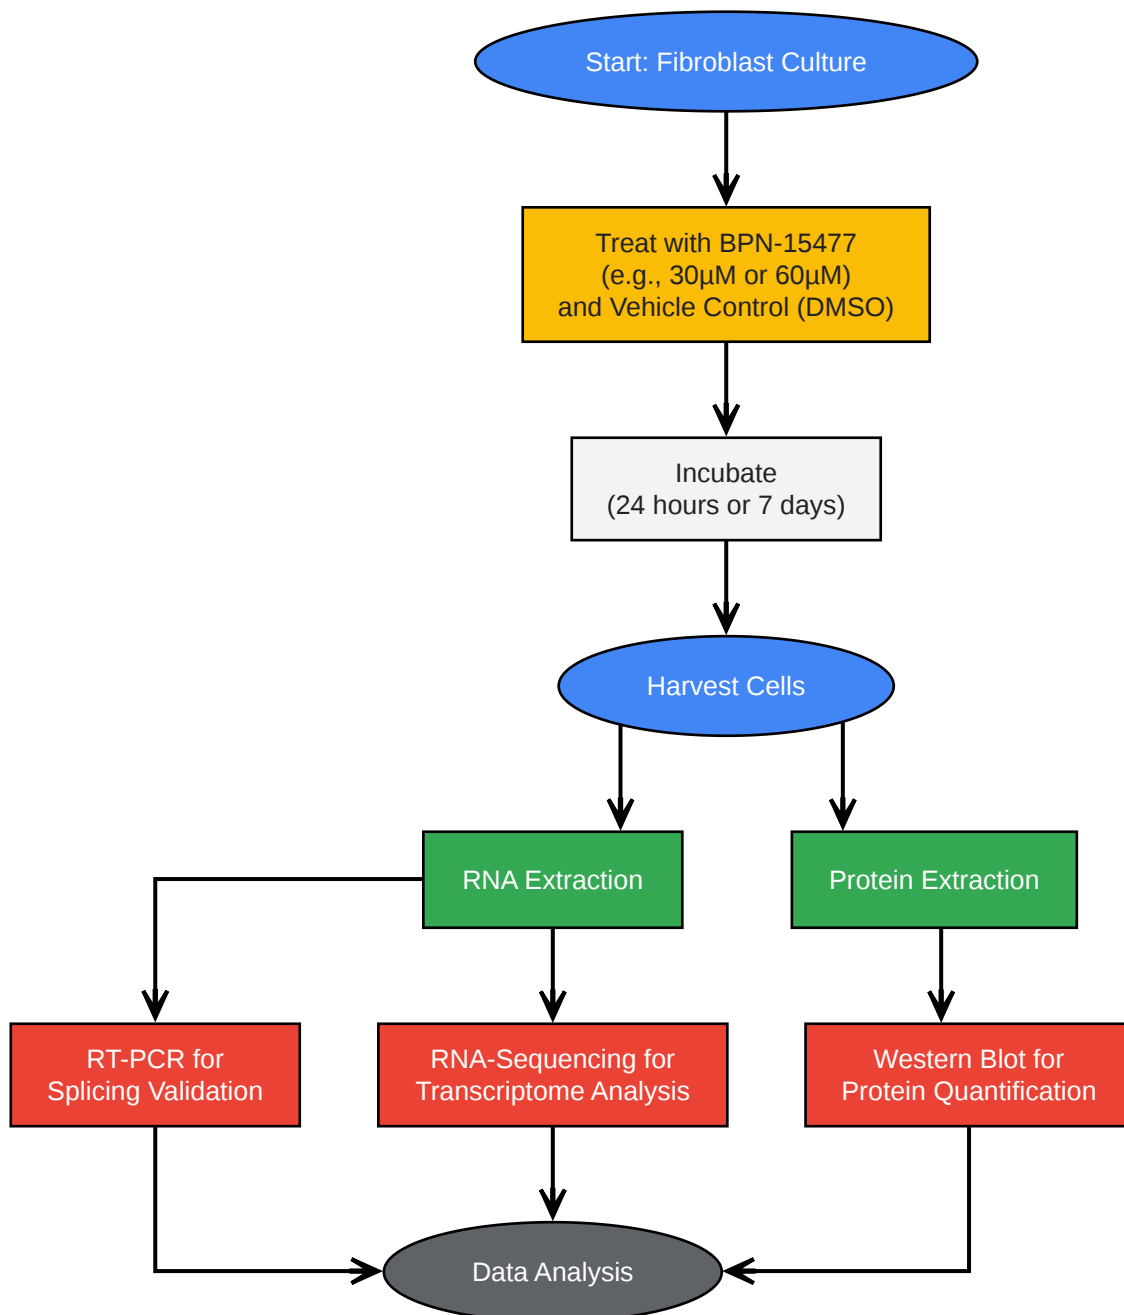 Start: Fibroblast Culture
Treat with BPN-15477
(e.g., 30µM or 60µM)
and Vehicle Control (DMSO)
Incubate
(24 hours or 7 days)
Harvest Cells
RNA Extraction
Protein Extraction
RT-PCR for
Splicing Validation
RNA-Sequencing for
Transcriptome Analysis
Western Blot for
Protein Quantification
Data Analysis